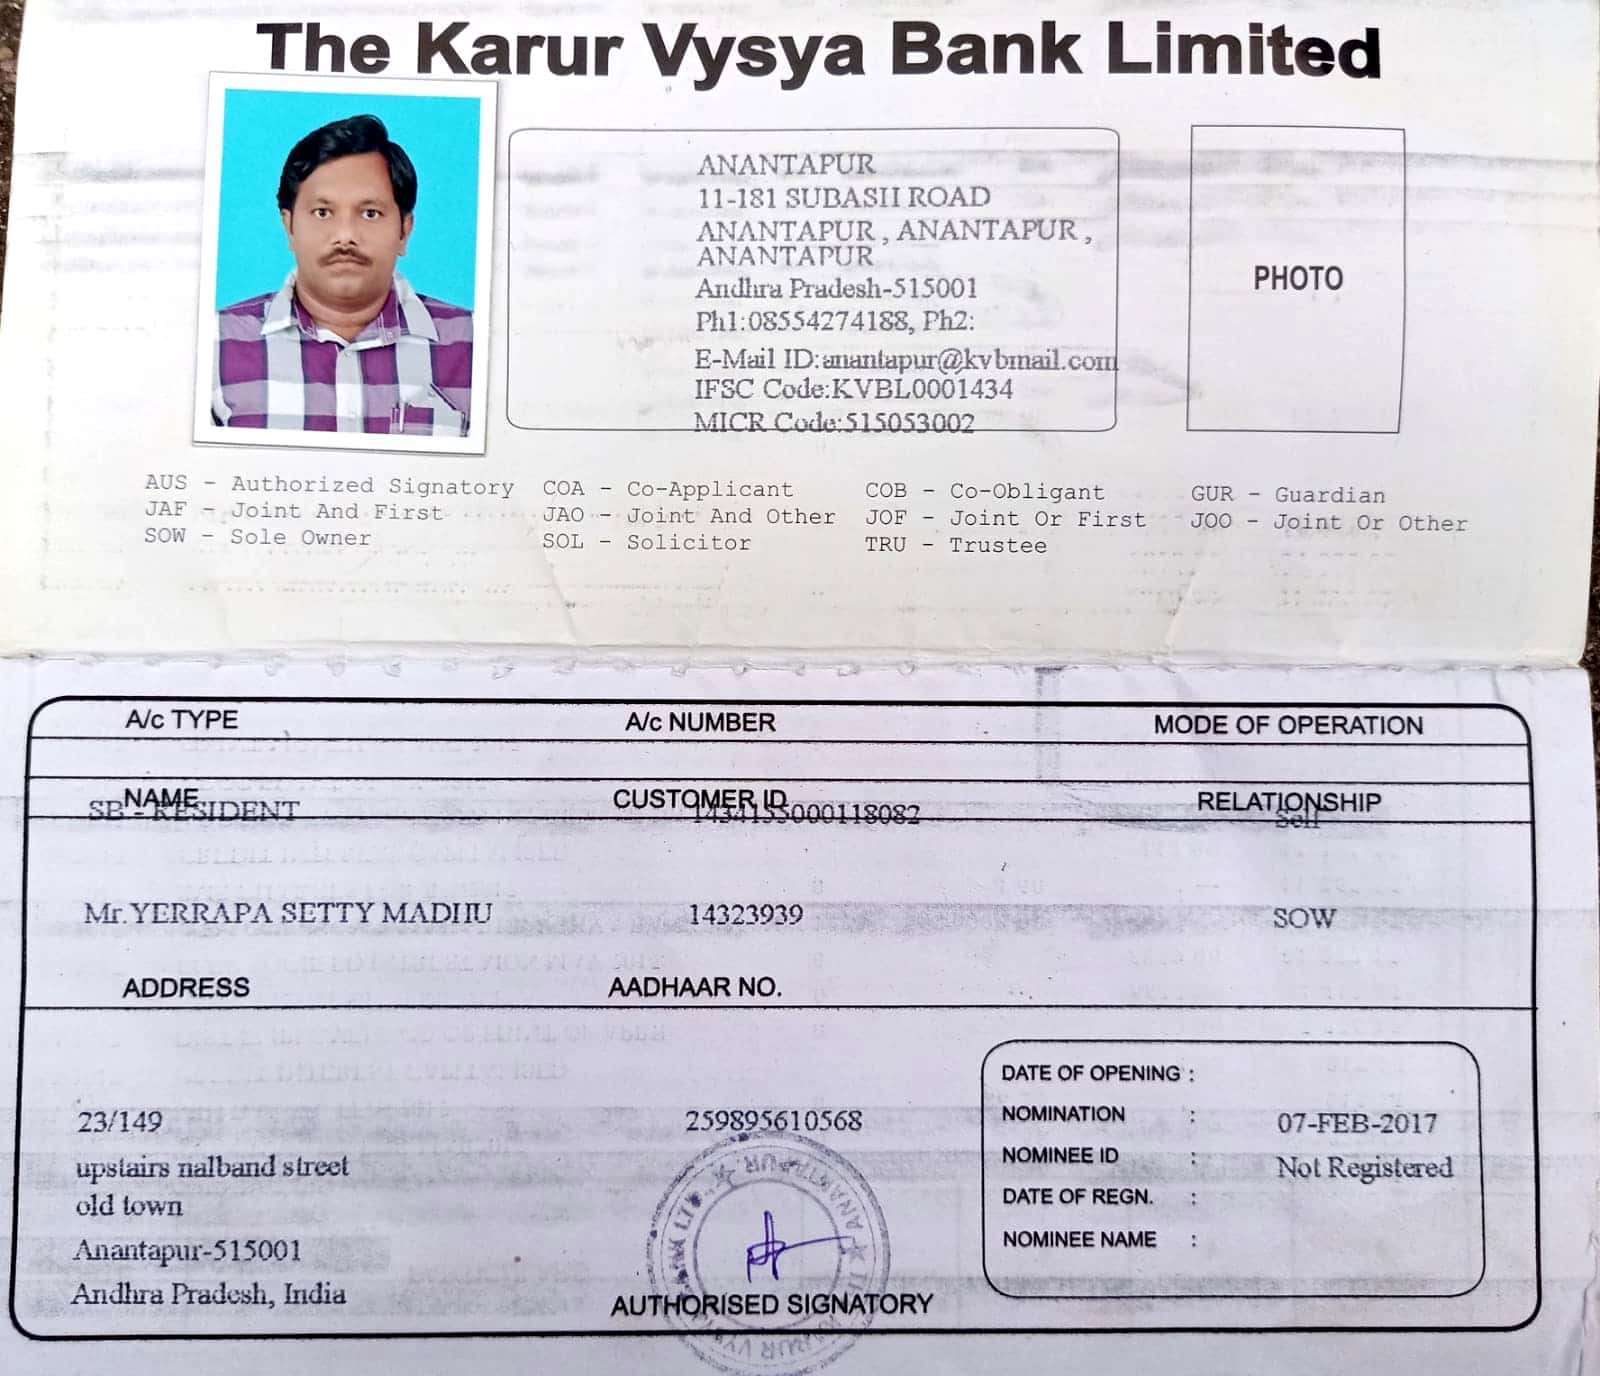 The Karur Vysya Bank Limited
ANANTAPUR
11-181 SUBASH ROAD
ANANTAPUR , ANANTAPUR ,
ANANTAPUR
Andhra Pradesh-515001
Ph1:08554274188, Ph2:
E-Mail ID:anantapur@kvbmail.com
IFSC Code:KVBL0001434
MICR Code:515053002
PHOTO
AUS - Authorized Signatory COA - Co-Applicant COB - Co-Obligant GUR - Guardian
JAF - Joint And First JAO - Joint And Other JOF - Joint Or First JOO - Joint Or Other
SOW - Sole Owner SOL - Solicitor TRU - Trustee
A/c TYPE A/c NUMBER MODE OF OPERATION
NAME CUSTOMER ID RELATIONSHIP
SB - RESIDENT 1434155000118082 Self
Mr.YERRAPA SETTY MADHU 14323939 SOW
ADDRESS AADHAAR NO.
23/149 259895610568
upstairs nalband street
old town
Anantapur-515001
Andhra Pradesh, India
DATE OF OPENING :
NOMINATION : 07-FEB-2017
NOMINEE ID : Not Registered
DATE OF REGN. :
NOMINEE NAME :
ANANTAPUR
AUTHORISED SIGNATORY